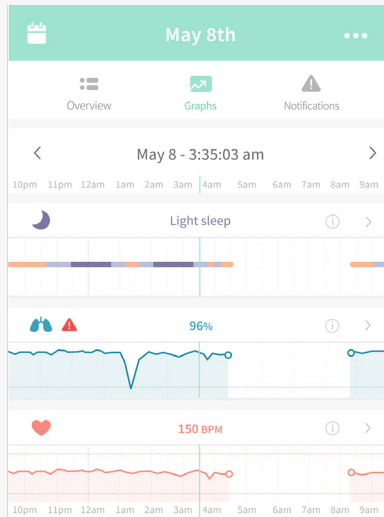 May 8th
Overview Graphs Notifications
May 8 - 3:35:03 am
10pm 11pm 12am 1am 2am 3am 4am 5am 6am 7am 8am 9am
Light sleep
96%
150 BPM
10pm 11pm 12am 1am 2am 3am 4am 5am 6am 7am 8am 9am